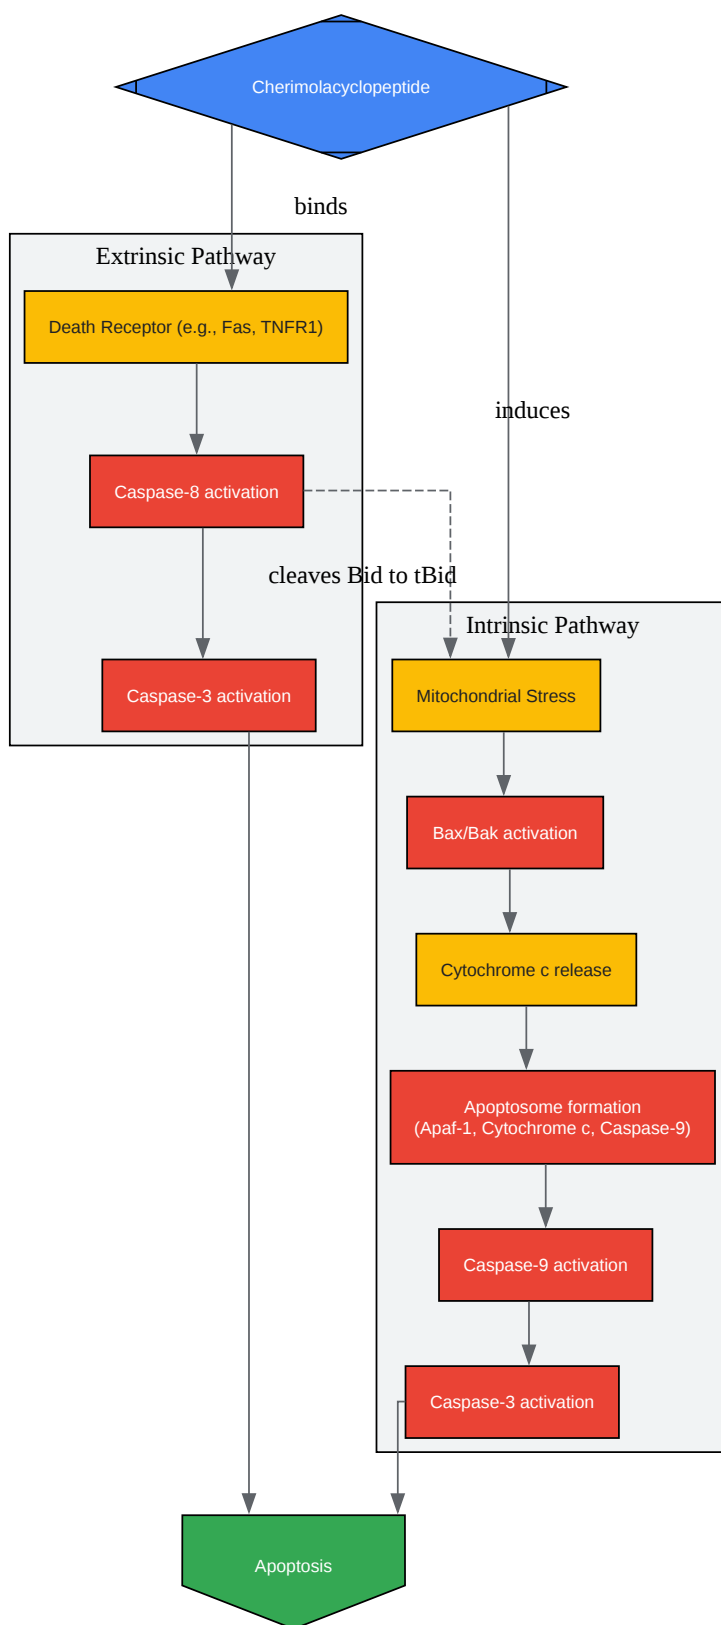 Cherimolacyclopeptide
binds
Extrinsic Pathway
Death Receptor (e.g., Fas, TNFR1)
induces
Caspase-8 activation
cleaves Bid to tBid
Intrinsic Pathway
Caspase-3 activation
Mitochondrial Stress
Bax/Bak activation
Cytochrome c release
Apoptosome formation
(Apaf-1, Cytochrome c, Caspase-9)
Caspase-9 activation
Caspase-3 activation
Apoptosis